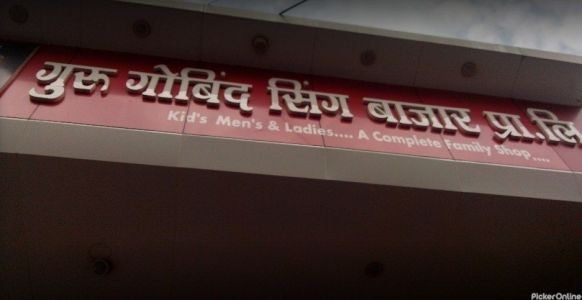 गुरु गोबिंद सिंग बाजार प्रा.लि
Kid's Men's & Ladies.... A Complete Family Shop ....
PickerOnline